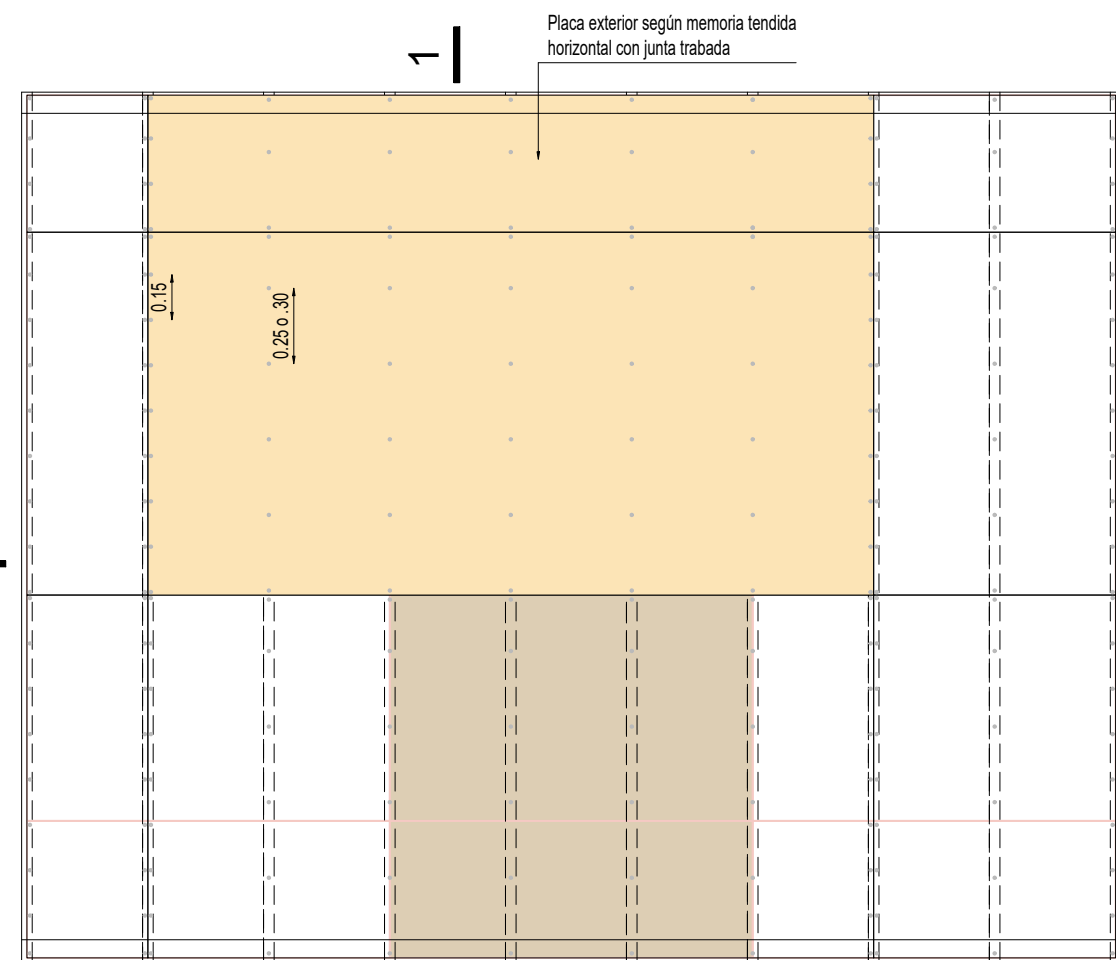 Placa exterior según memoria tendida
horizontal con junta trabada
1
0.15
0.25 o .30